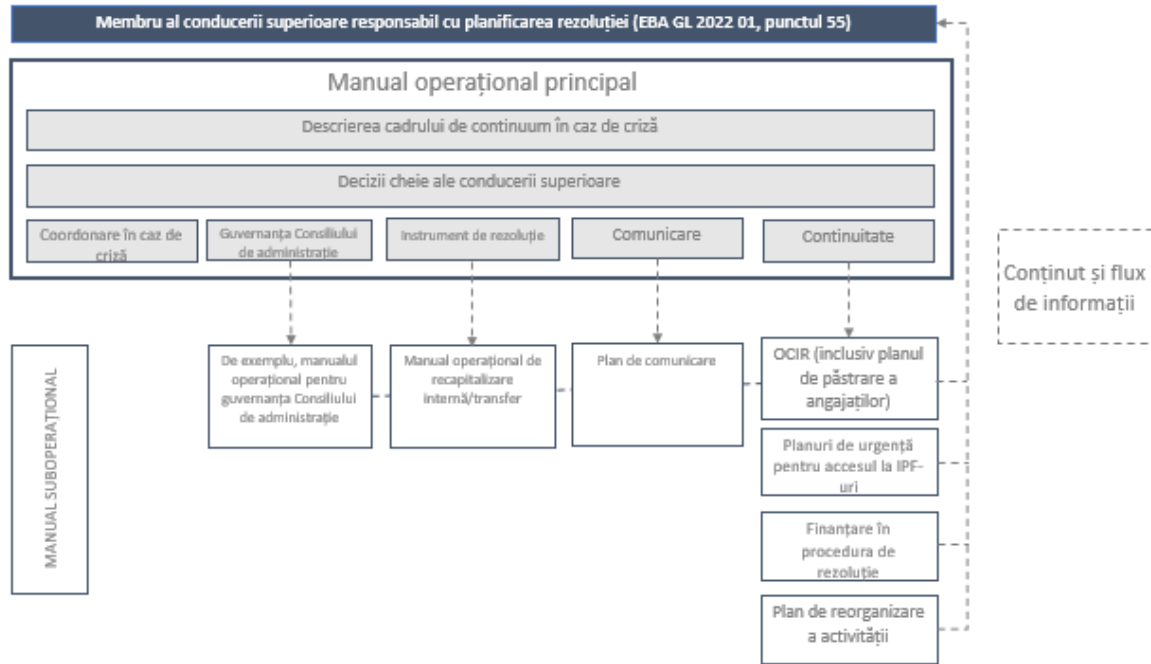 Membru al conducerii superioare responsabil cu planificarea rezoluției (EBA GL 2022 01, punctul 55)
Manual operațional principal
Descrierea cadrului de continuum în caz de criză
Decizii cheie ale conducerii superioare
Coordonare în caz de
criză
Guvernanța Consiliului
de administrație
Instrument de rezoluție
Comunicare
Continuitate
Conținut și flux
de informații
MANUAL SUBOPERAȚIONAL
De exemplu, manualul
operațional pentru
guvernanța Consiliului
de administrație
Manual operațional de
recapitalizare
internă/transfer
Plan de comunicare
OCIR (inclusiv planul
de păstrare a
angajaților)
Planuri de urgență
pentru accesul la IPF-
uri
Finanțare în
procedura de
rezoluție
Plan de reorganizare
a activității